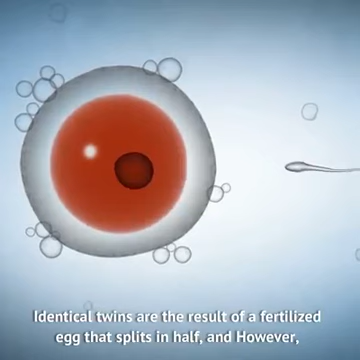 Identical twins are the result of a fertilized
egg that splits in half, and However,